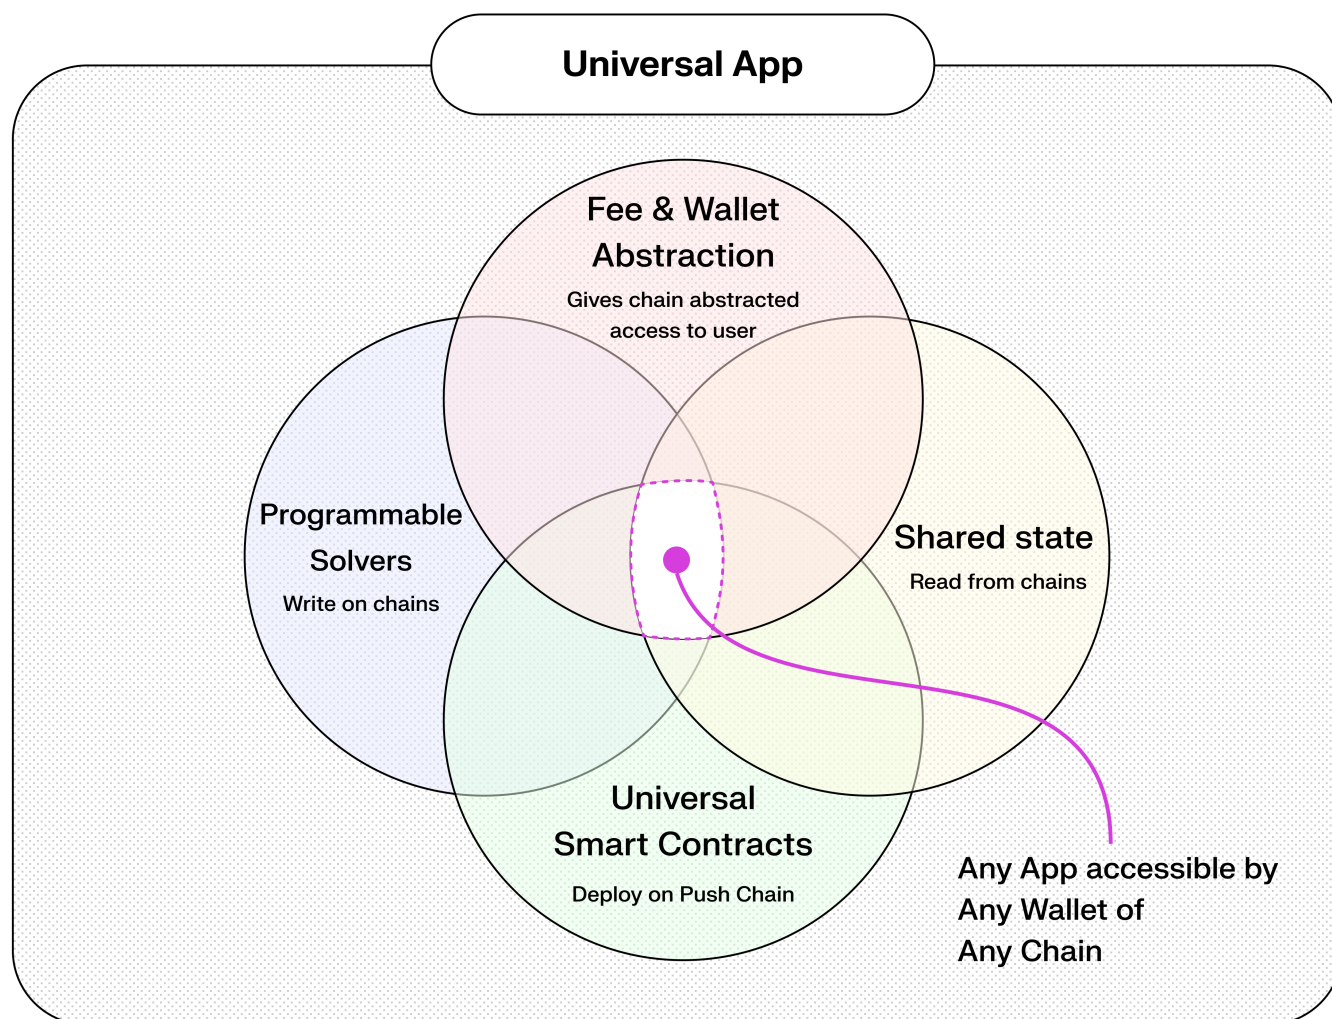 Universal App
Fee & Wallet
Abstraction
Gives chain abstracted
access to user
Programmable
Solvers
Write on chains
Shared state
Read from chains
Universal
Smart Contracts
Deploy on Push Chain
Any App accessible by
Any Wallet of
Any Chain